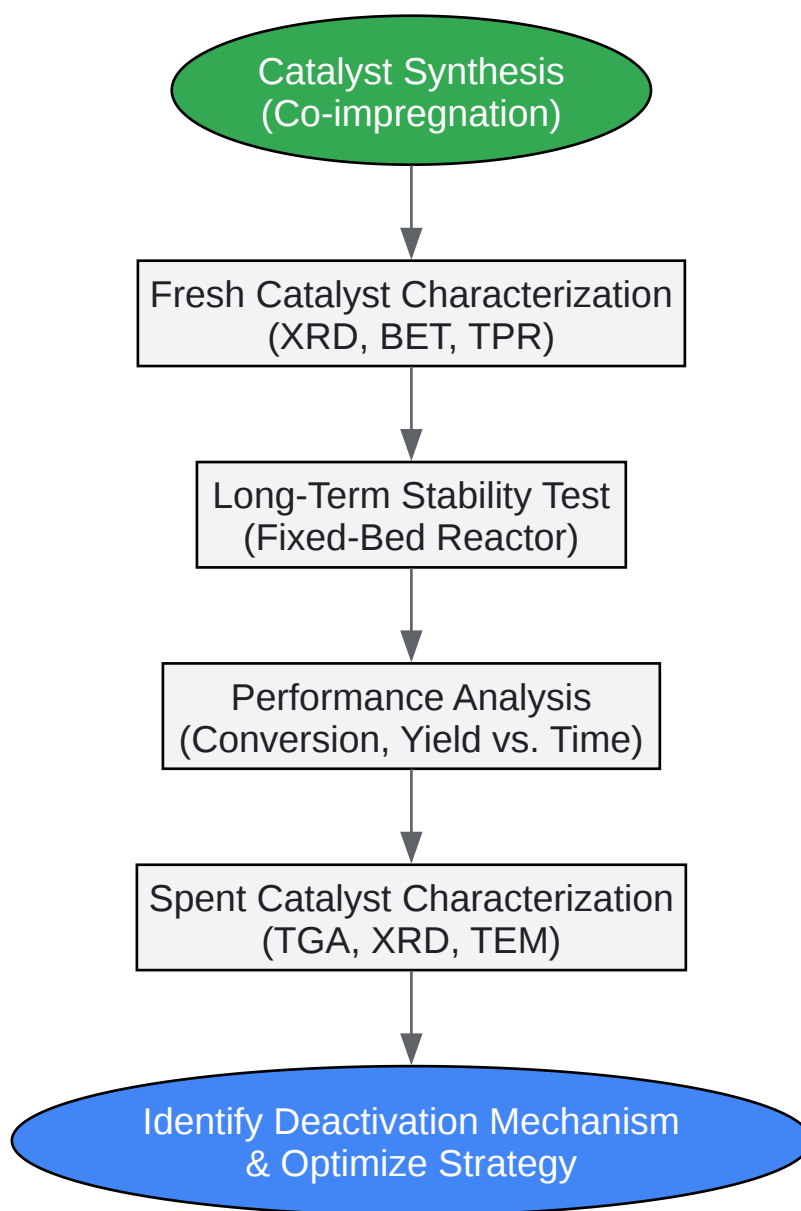 Catalyst Synthesis
(Co-impregnation)
Fresh Catalyst Characterization
(XRD, BET, TPR)
Long-Term Stability Test
(Fixed-Bed Reactor)
Performance Analysis
(Conversion, Yield vs. Time)
Spent Catalyst Characterization
(TGA, XRD, TEM)
Identify Deactivation Mechanism
& Optimize Strategy